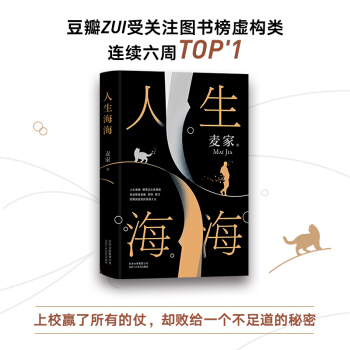 豆瓣ZUI受关注图书榜虚构类
连续六周TOP'1
人生海海
麦家
人生
麦家
MAI JIA
海海
上校赢了所有的仗，却败给一个不足道的秘密